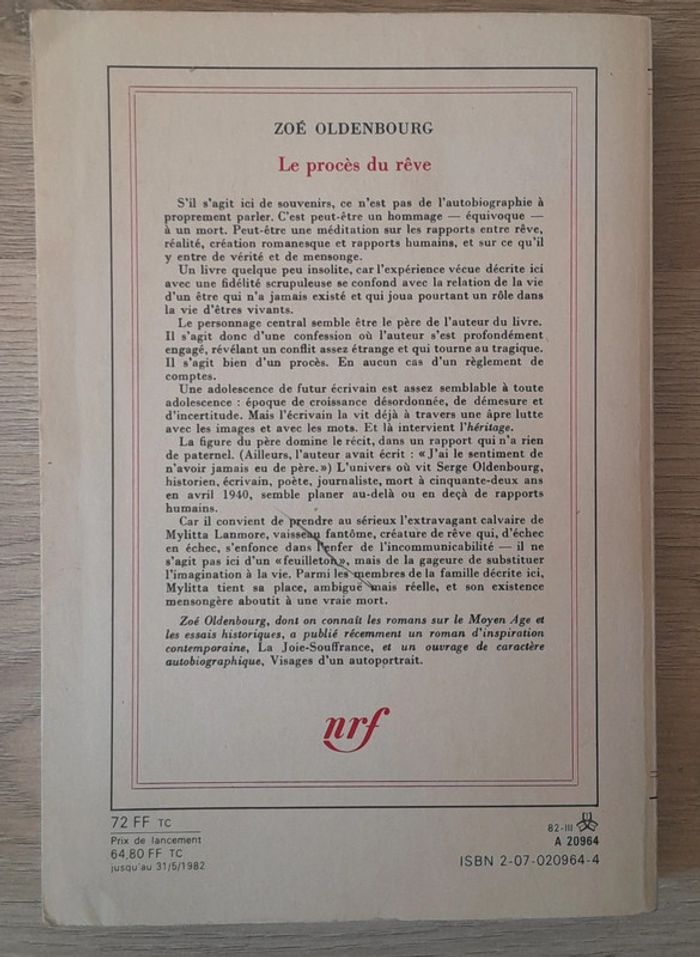 ZOÉ OLDENBOURG
Le procès du rêve
S'il s'agit ici de souvenirs, ce n'est pas de l'autobiographie à
proprement parler. C'est peut-être un hommage — équivoque —
à un mort. Peut-être une méditation sur les rapports entre rêve,
réalité, création romanesque et rapports humains, et sur ce qu'il
y entre de vérité et de mensonge.
Un livre quelque peu insolite, car l'expérience vécue décrite ici
avec une fidélité scrupuleuse se confond avec la relation de la vie
d'un être qui n'a jamais existé et qui joua pourtant un rôle dans
la vie d'êtres vivants.
Le personnage central semble être le père de l'auteur du livre.
Il s'agit donc d'une confession où l'auteur s'est profondément
engagé, révélant un conflit assez étrange et qui tourne au tragique.
Il s'agit bien d'un procès. En aucun cas d'un règlement de
comptes.
Une adolescence de futur écrivain est assez semblable à toute
adolescence : époque de croissance désordonnée, de démesure et
d'incertitude. Mais l'écrivain la vit déjà à travers une âpre lutte
avec les images et avec les mots. Et là intervient l'héritage.
La figure du père domine le récit, dans un rapport qui n'a rien
de paternel. (Ailleurs, l'auteur avait écrit : « J'ai le sentiment de
n'avoir jamais eu de père. ») L'univers où vit Serge Oldenbourg,
historien, écrivain, poète, journaliste, mort à cinquante-deux ans
en avril 1940, semble planer au-delà ou en deçà de rapports
humains.
Car il convient de prendre au sérieux l'extravagant calvaire de
Mylitta Lanmore, vaisseau fantôme, créature de rêve qui, d'échec
en échec, s'enfonce dans l'enfer de l'incommunicabilité — il ne
s'agit pas ici d'un « feuilleton », mais de la gageure de substituer
l'imagination à la vie. Parmi les membres de la famille décrite ici,
Mylitta tient sa place, ambiguë mais réelle, et son existence
mensongère aboutit à une vraie mort.
Zoé Oldenbourg, dont on connaît les romans sur le Moyen Age et
les essais historiques, a publié récemment un roman d'inspiration
contemporaine, La Joie-Souffrance, et un ouvrage de caractère
autobiographique, Visages d'un autoportrait.
nrf
72 FF TC
Prix de lancement
64,80 FF TC
jusqu'au 31/5/1982
82-III
A 20964
ISBN 2-07-020964-4